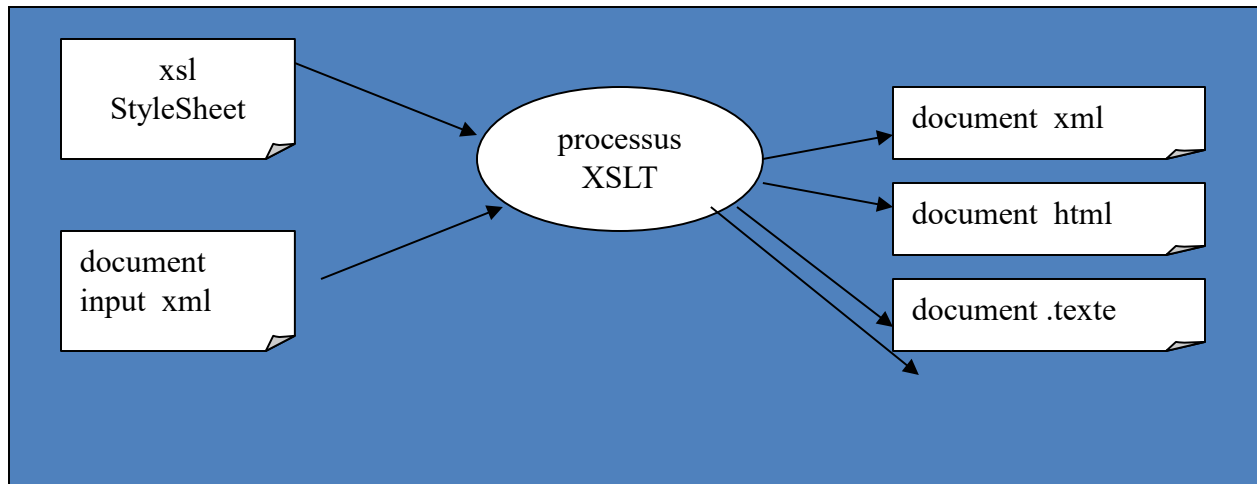 xsl
StyleSheet
document
input  xml
processus
XSLT
document  xml
document  html
document .texte